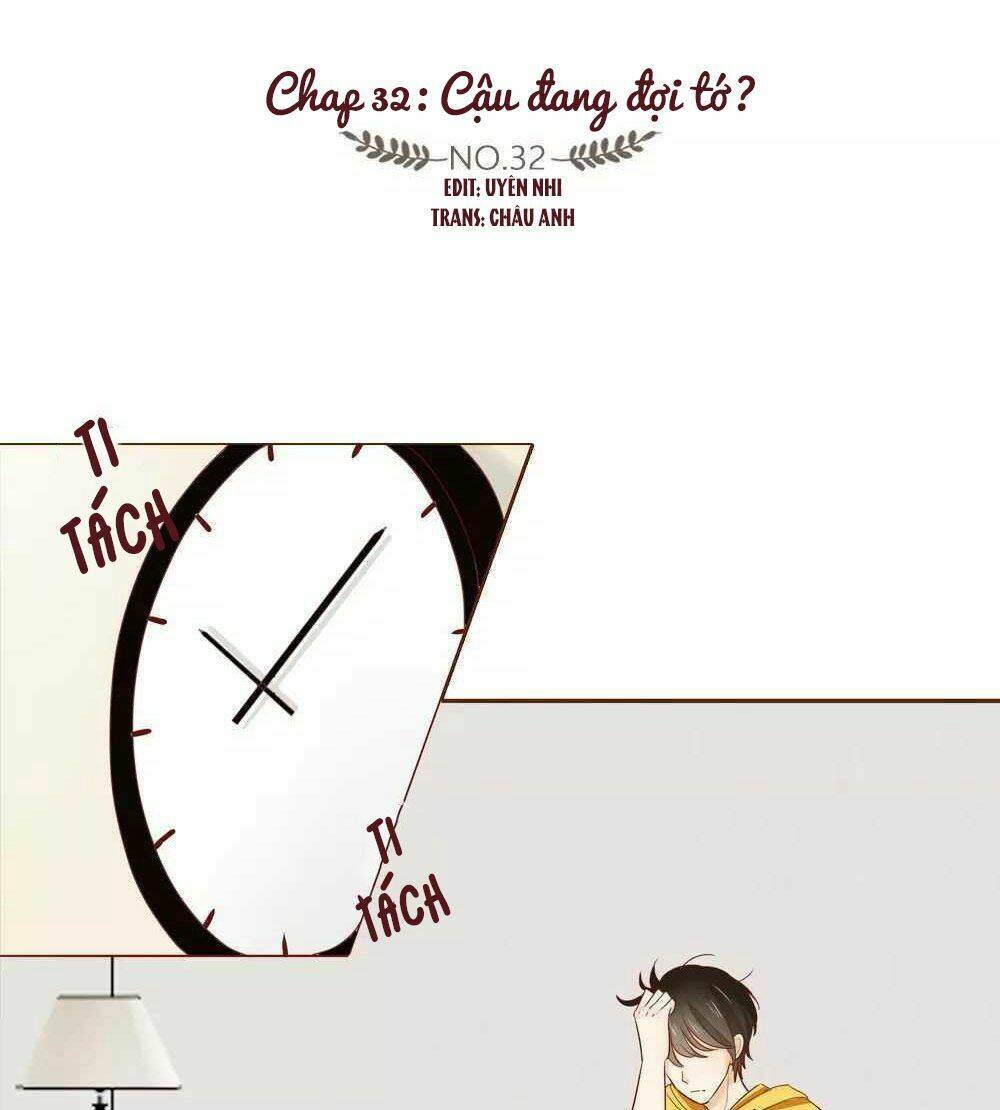 Chap 32: Cậu đang đợi tớ?
NO.32
EDIT: UYÊN NHI
TRANS: CHÂU ANH
TI
TÁCH
TI
TÁCH